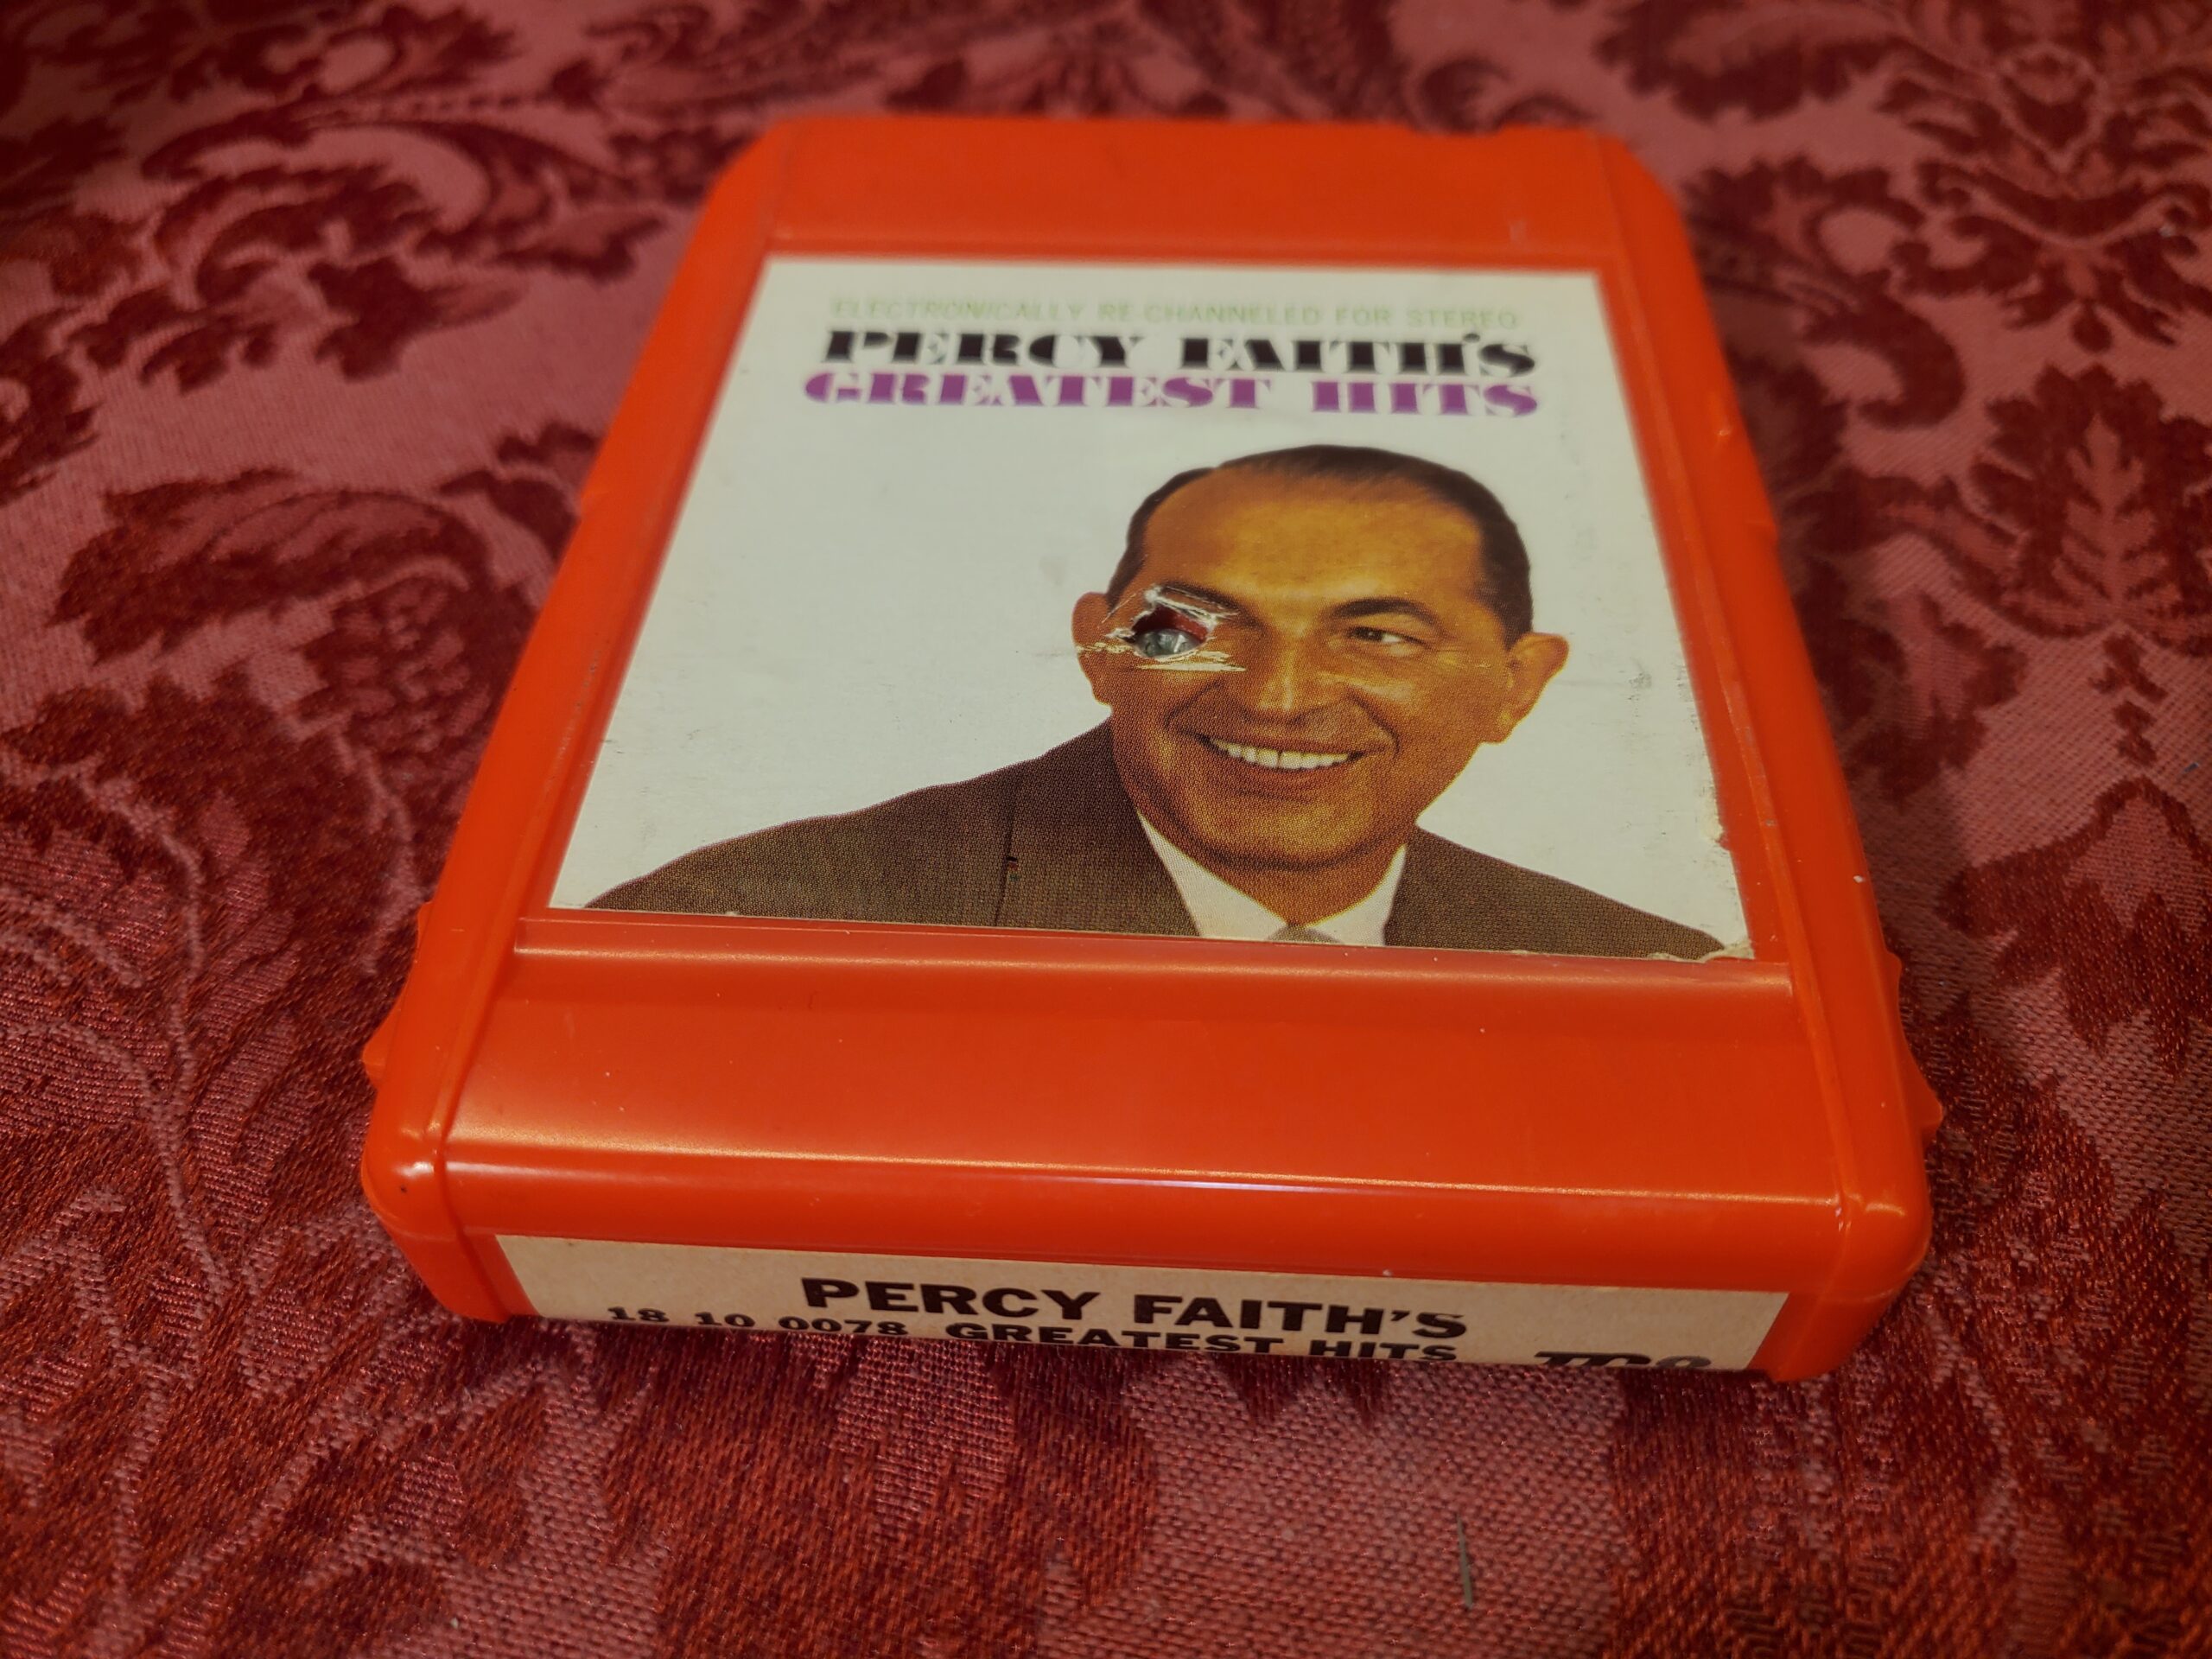 ELECTRONICALLY RE-CHANNELED FOR STEREO
PERCY FAITH'S
GREATEST HITS
PERCY FAITH'S
18 10 0078 GREATEST HITS